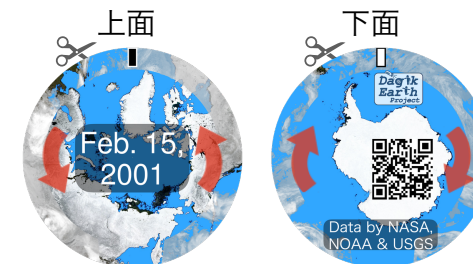 上面
下面
Feb. 15,
2001
Dagik
Earth
Project
Data by NASA,
NOAA & USGS